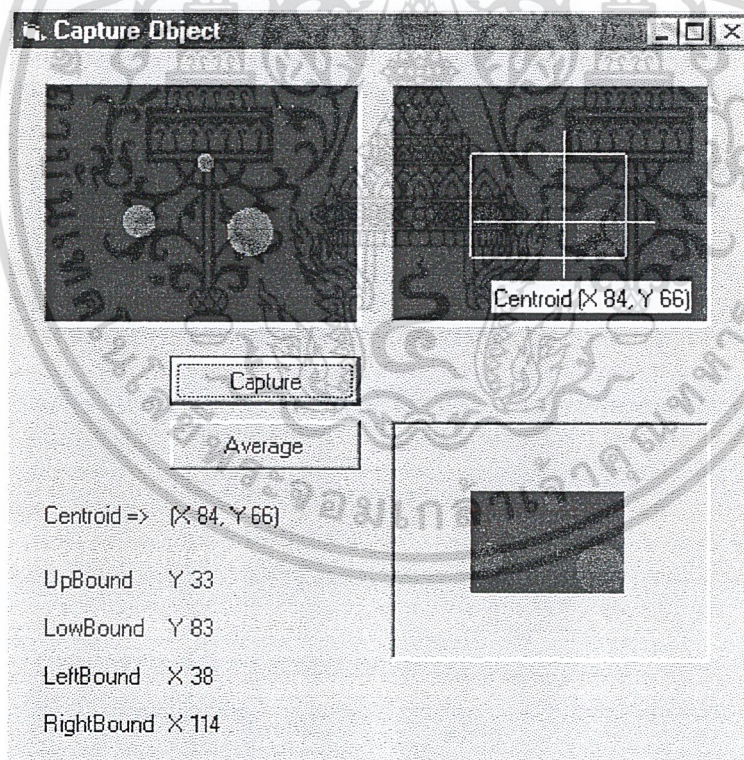 Capture Object
Centroid (X 84, Y 66)
Capture
Average
Centroid => (X 84, Y 66)
UpBound Y 33
LowBound Y 83
LeftBound X 38
RightBound X 114